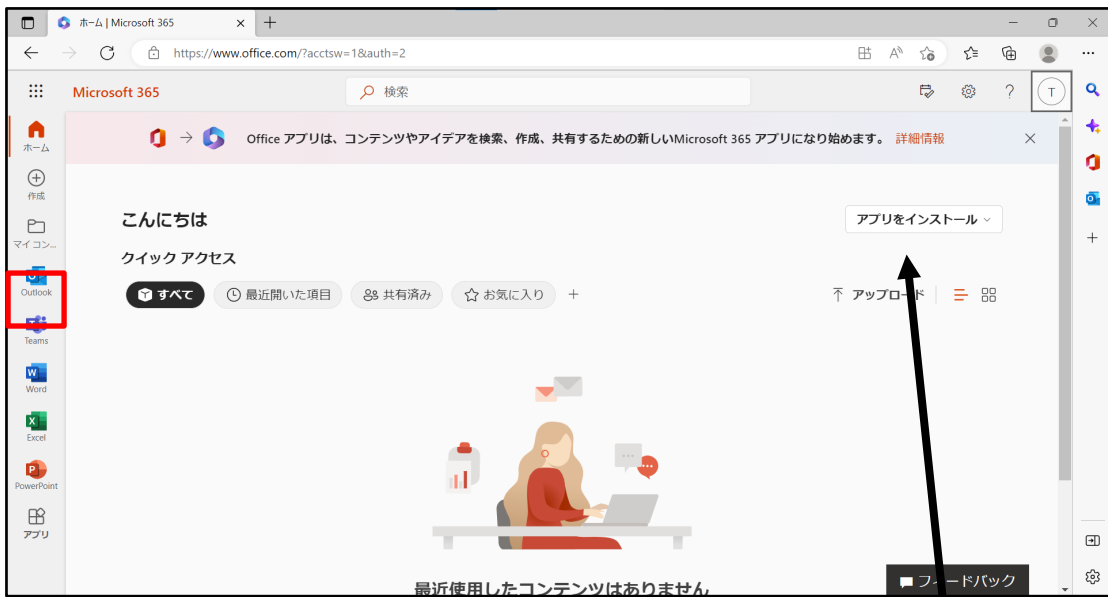 ホーム | Microsoft 365
https://www.office.com/?acctsw=1&auth=2
Microsoft 365
検索
T
ホーム
作成
マイ コン...
Outlook
Teams
Word
Excel
PowerPoint
アプリ
Office アプリは、コンテンツやアイデアを検索、作成、共有するための新しいMicrosoft 365 アプリになり始めます。 詳細情報
こんにちは
アプリをインストール
クイック アクセス
すべて 最近開いた項目 共有済み お気に入り
アップロード
最近使用したコンテンツはありません
フィードバック